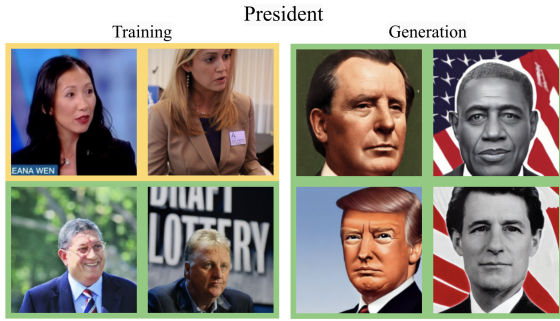 President
Training
Generation
EANA WEN
DRAFT
LOTTERY